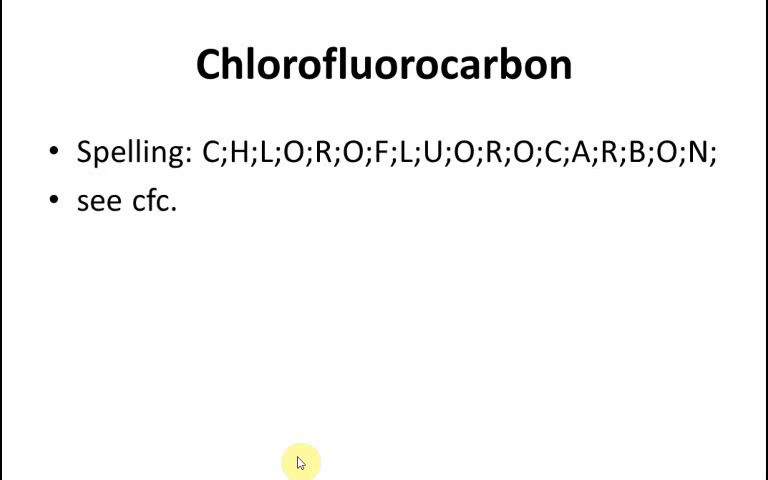 Chlorofluorocarbon
• Spelling: C;H;L;O;R;O;F;L;U;O;R;O;C;A;R;B;O;N;
• see cfc.